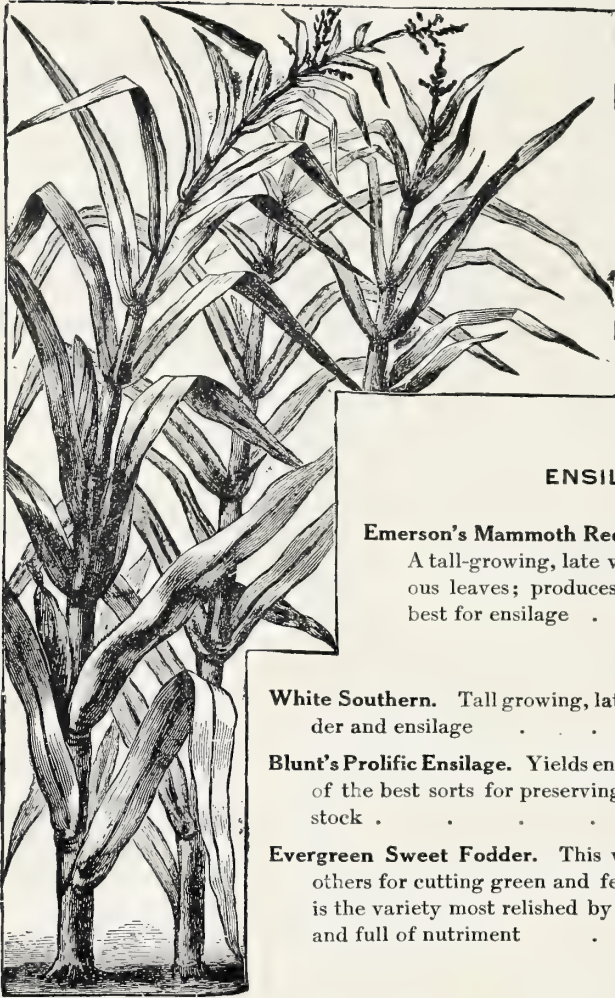 ENSIL
Emerson's Mammoth Red
A tall-growing, late v
ous leaves; produces
best for ensilage .
White Southern. Tall growing, lat
der and ensilage . . .
Blunt's Prolific Ensilage. Yields en
of the best sorts for preserving
stock . . . .
Evergreen Sweet Fodder. This v
others for cutting green and fe
is the variety most relished by
and full of nutriment .